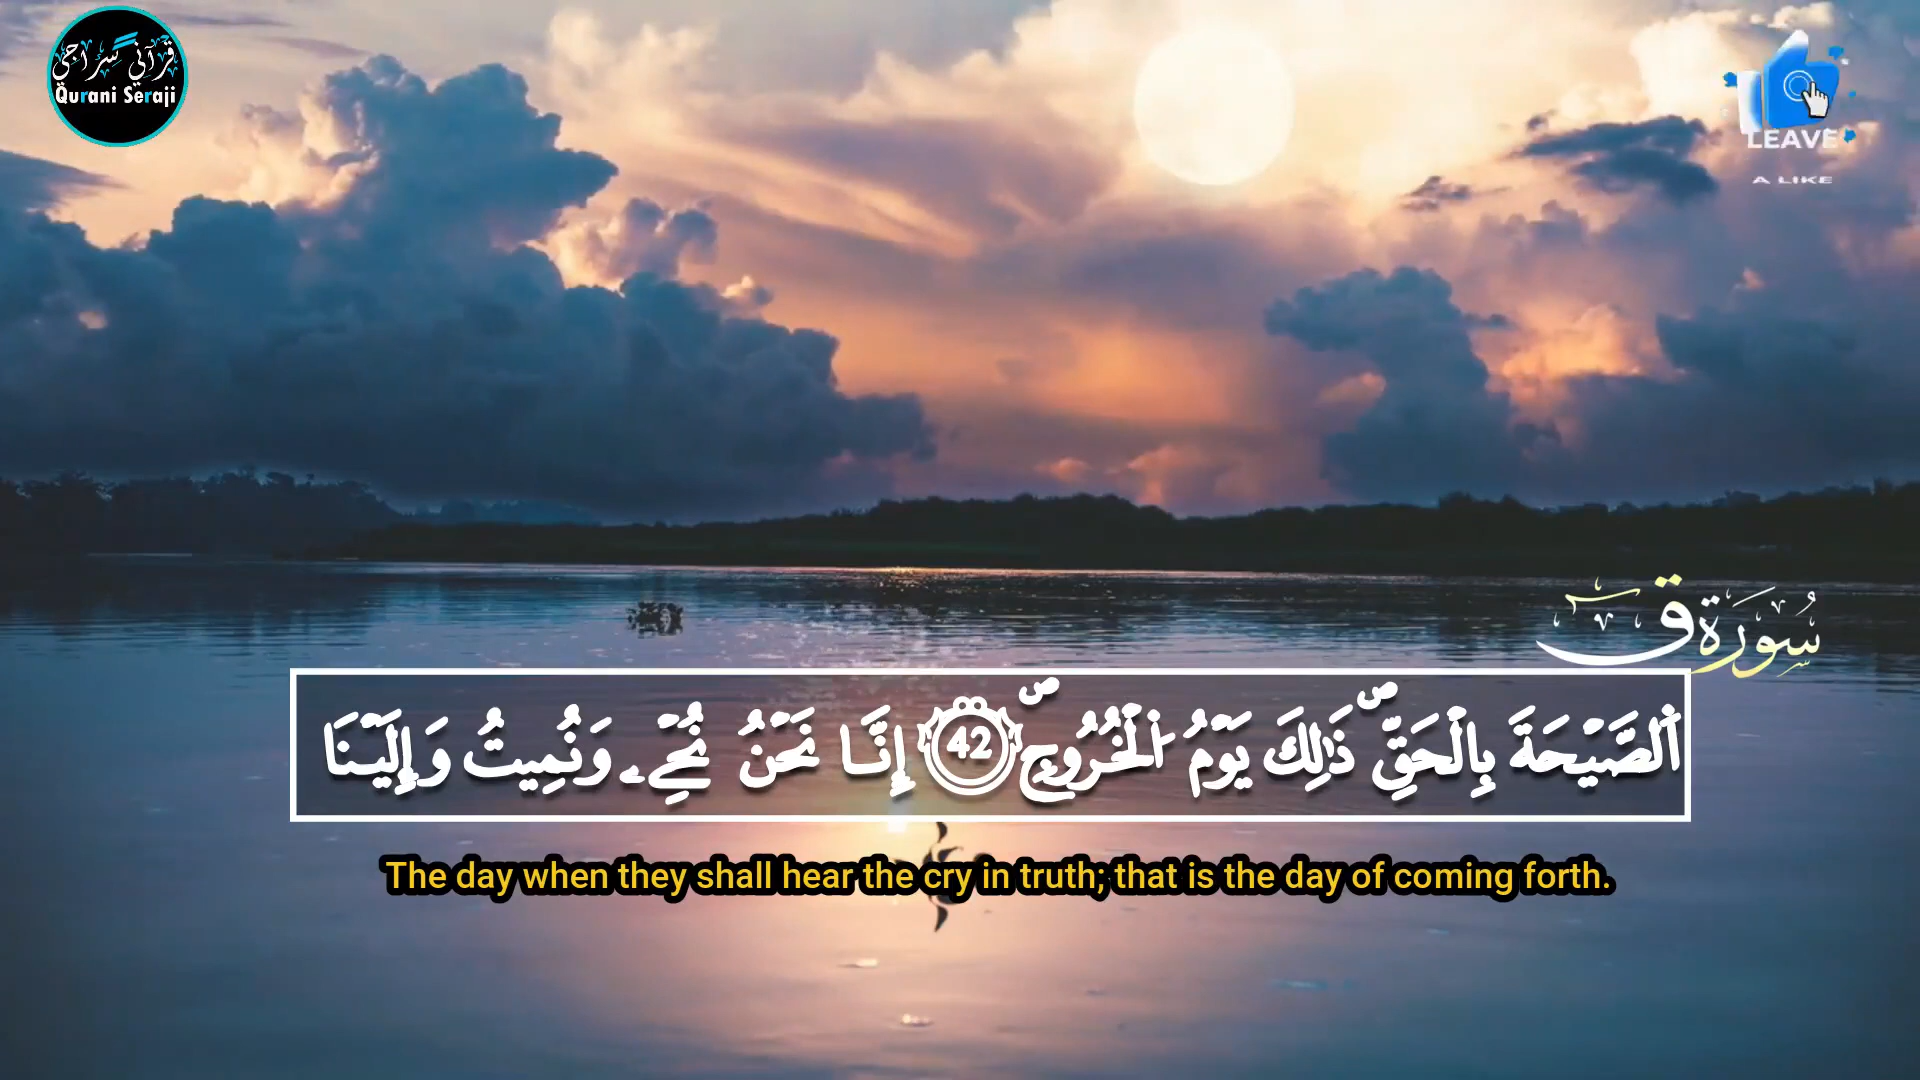 قرآني سراجي
Qurani Seraji
LEAVE
A LIKE
سورة ق
ٱلصَّيْحَةَ بِٱلْحَقِّ ۖ ذَٰلِكَ يَوْمُ ٱلْخُرُوجِ ۖ 42 إِنَّا نَحْنُ نُحْىِۦ وَنُمِيتُ وَإِلَيْنَا
The day when they shall hear the cry in truth; that is the day of coming forth.